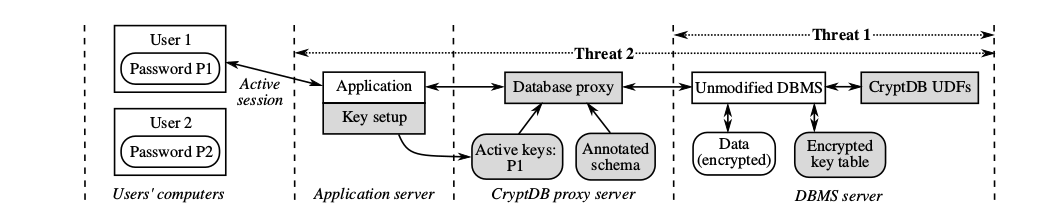 Threat 1
Threat 2
User 1
Password P1
Active
session
User 2
Password P2
Application
Key setup
Database proxy
Active keys:
P1
Annotated
schema
Unmodified DBMS
CryptDB UDFs
Data
(encrypted)
Encrypted
key table
Users' computers
Application server
CryptDB proxy server
DBMS server